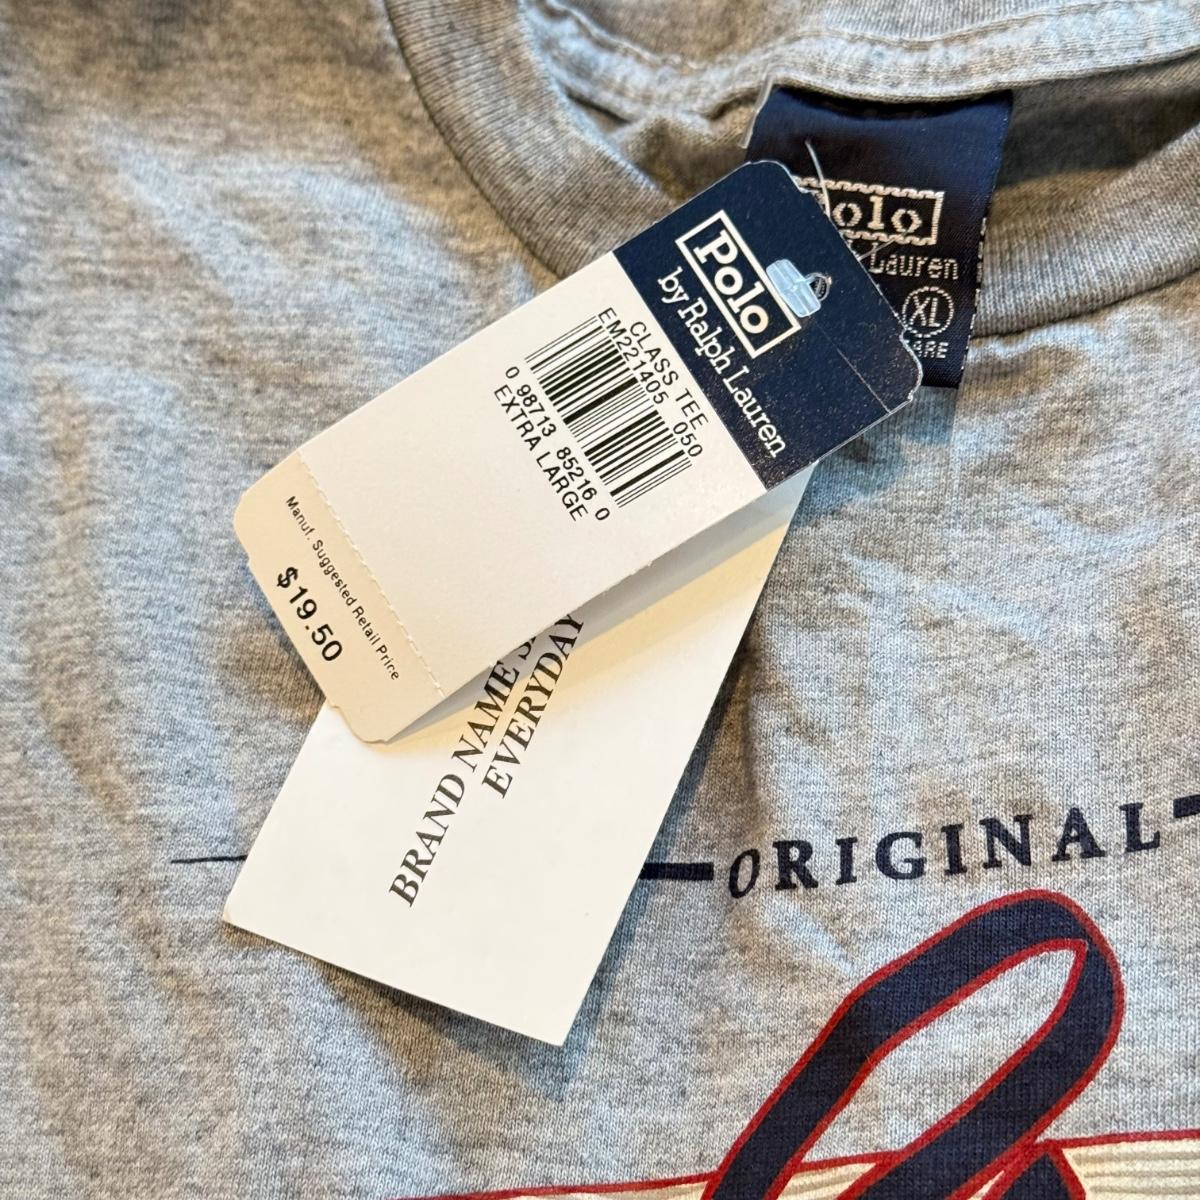 Polo
by Ralph Lauren
CLASS TEE
EM221405 050
0 98713 85216 0
EXTRA LARGE
Manuf. Suggested Retail Price
$19.50
olo
Lauren
XL
BRAND NAME
EVERYDAY
ORIGINAL